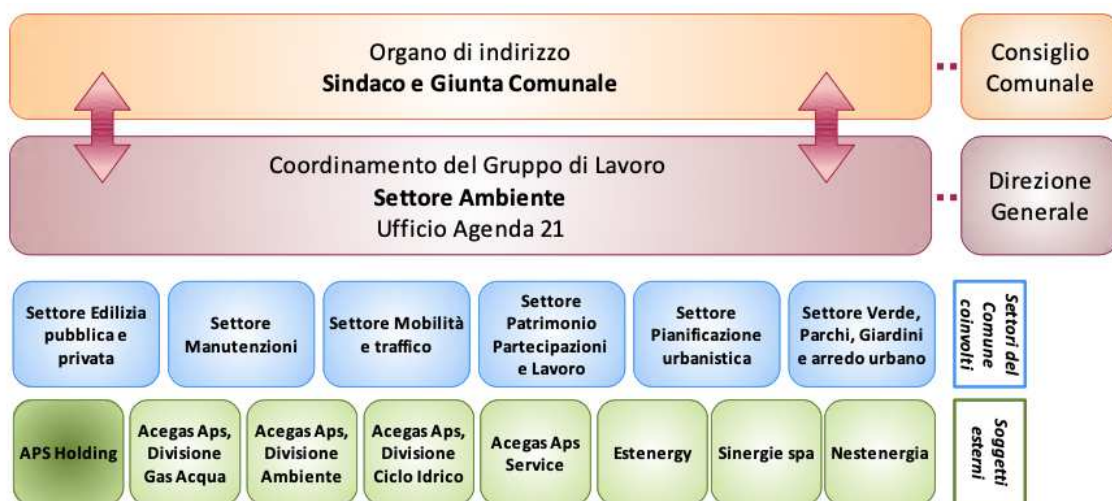 Organo di indirizzo
Sindaco e Giunta Comunale
Consiglio
Comunale
Coordinamento del Gruppo di Lavoro
Settore Ambiente
Ufficio Agenda 21
Direzione
Generale
Settore Edilizia
pubblica e
privata
Settore
Manutenzioni
Settore Mobilità
e traffico
Settore
Patrimonio
Partecipazioni
e Lavoro
Settore
Pianificazione
urbanistica
Settore Verde,
Parchi, Giardini
e arredo urbano
Settori del
Comune
coinvolti
APS Holding
Acegas Aps,
Divisione
Gas Acqua
Acegas Aps,
Divisione
Ambiente
Acegas Aps,
Divisione
Ciclo Idrico
Acegas Aps
Service
Estenergy
Sinergie spa
Nestenergia
Soggetti
esterni